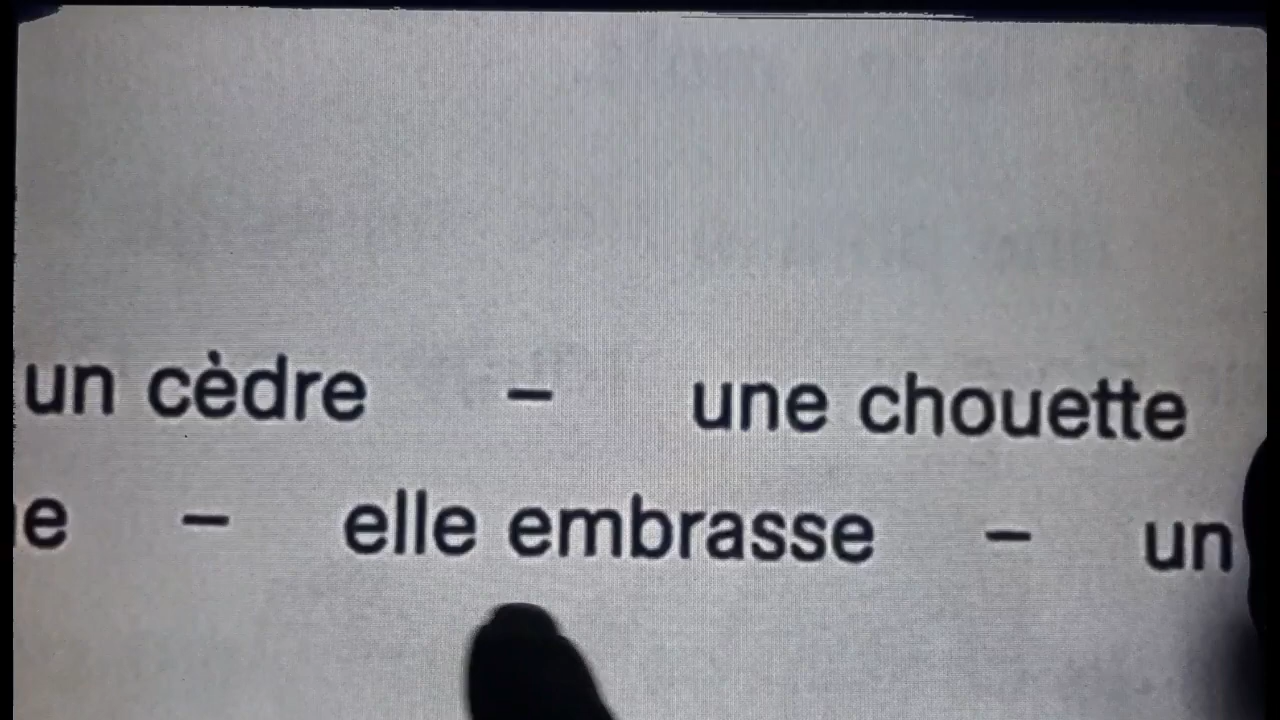 un cèdre – une chouette
– elle embrasse – un